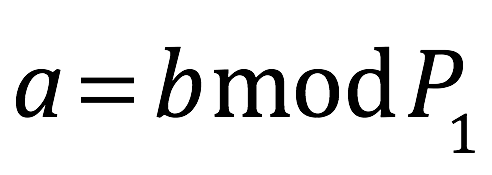 a = b mod P₁